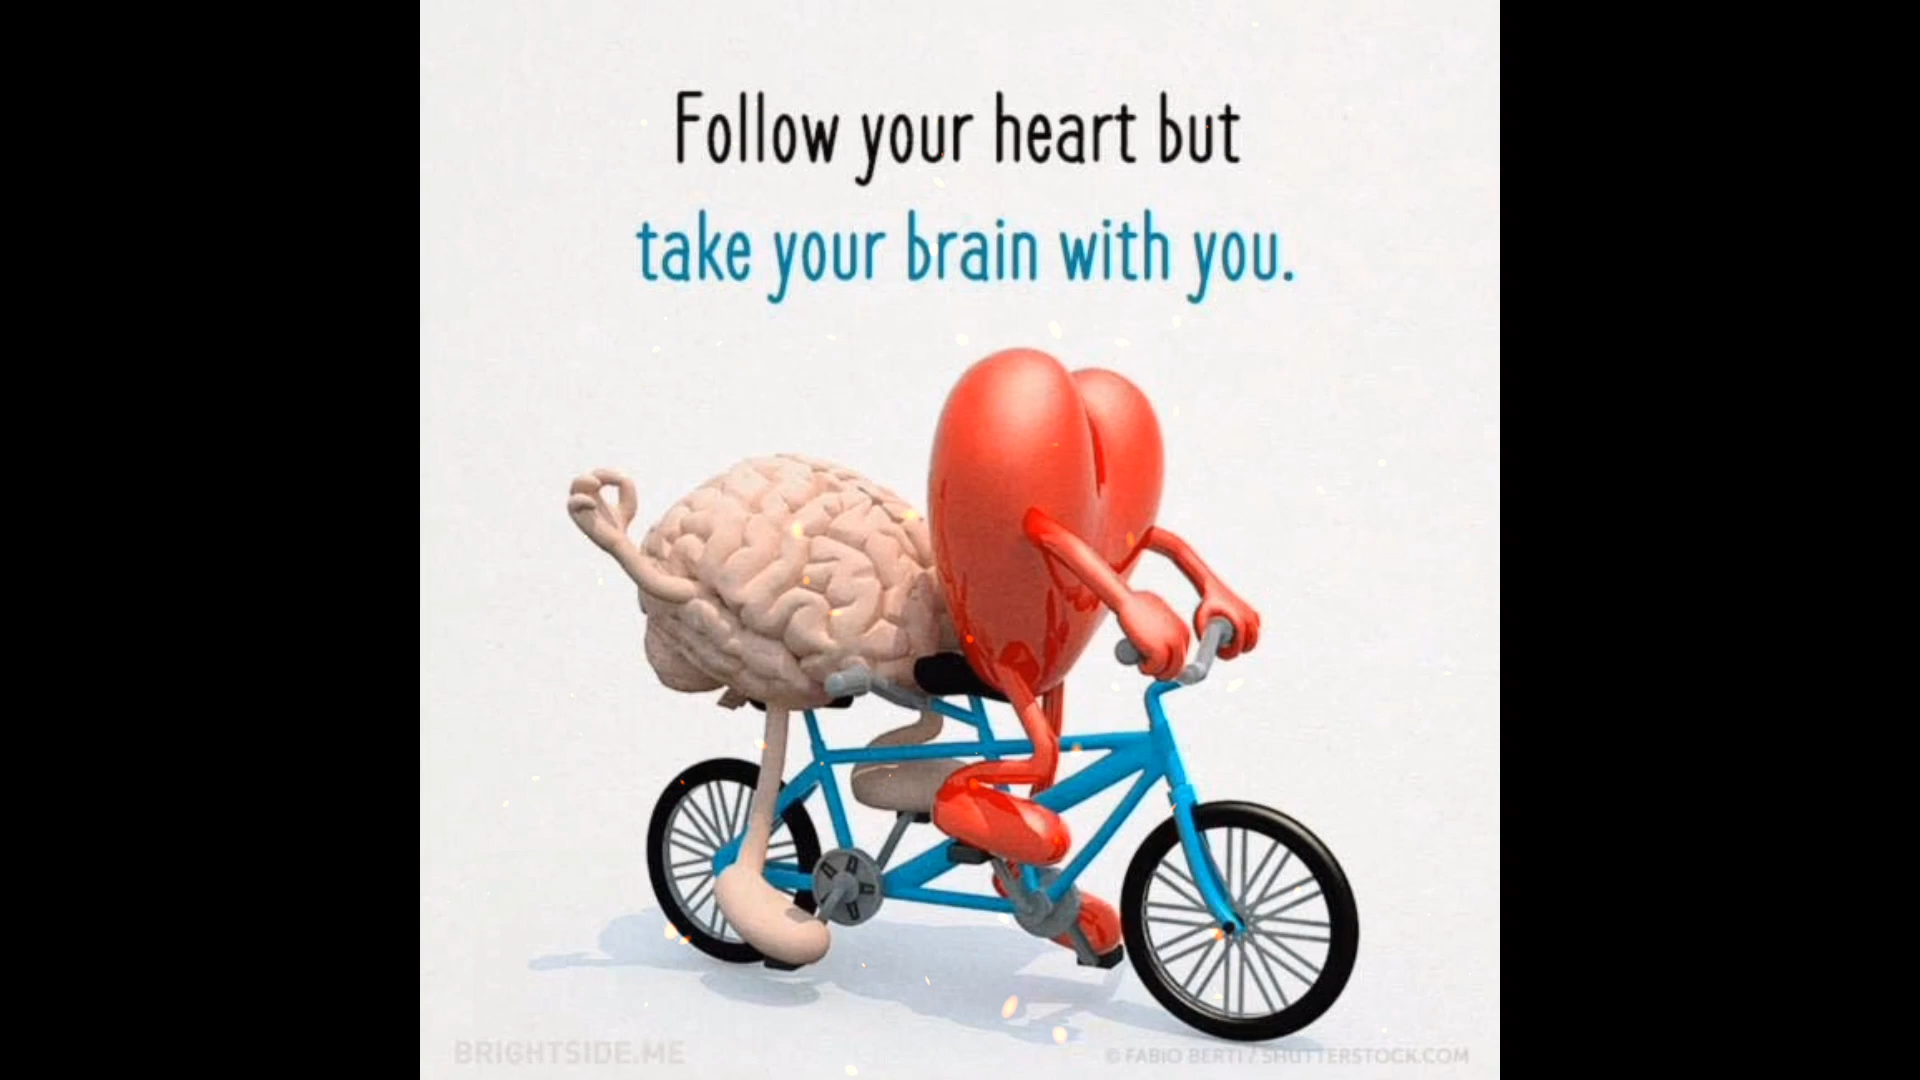 Follow your heart but
take your brain with you.
BRIGHTSIDE.ME
© FABIO BERTI / SHUTTERSTOCK.COM